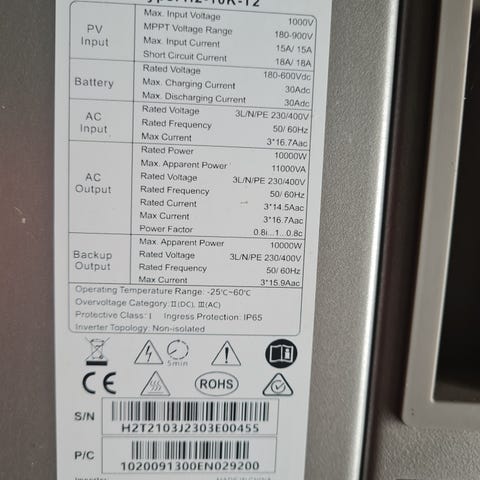 H2-10K-T2
PV Input
Max. Input Voltage 1000V
MPPT Voltage Range 180-900V
Max. Input Current 15A/ 15A
Short Circuit Current 18A/ 18A
Battery
Rated Voltage 180-600Vdc
Max. Charging Current 30Adc
Max. Discharging Current 30Adc
AC Input
Rated Voltage 3L/N/PE 230/400V
Rated Frequency 50/ 60Hz
Max Current 3*16.7Aac
AC Output
Rated Power 10000W
Max. Apparent Power 11000VA
Rated Voltage 3L/N/PE 230/400V
Rated Frequency 50/ 60Hz
Rated Current 3*14.5Aac
Max Current 3*16.7Aac
Power Factor 0.8i...1...0.8c
Backup Output
Max. Apparent Power 10000W
Rated Voltage 3L/N/PE 230/400V
Rated Frequency 50/ 60Hz
Max Current 3*15.9Aac
Operating Temperature Range: -25℃~60℃
Overvoltage Category: II(DC), III(AC)
Protective Class: I Ingress Protection: IP65
Inverter Topology: Non-isolated
5min
CE
ROHS
S/N
H2T2103J2303E00455
P/C
1020091300EN029200